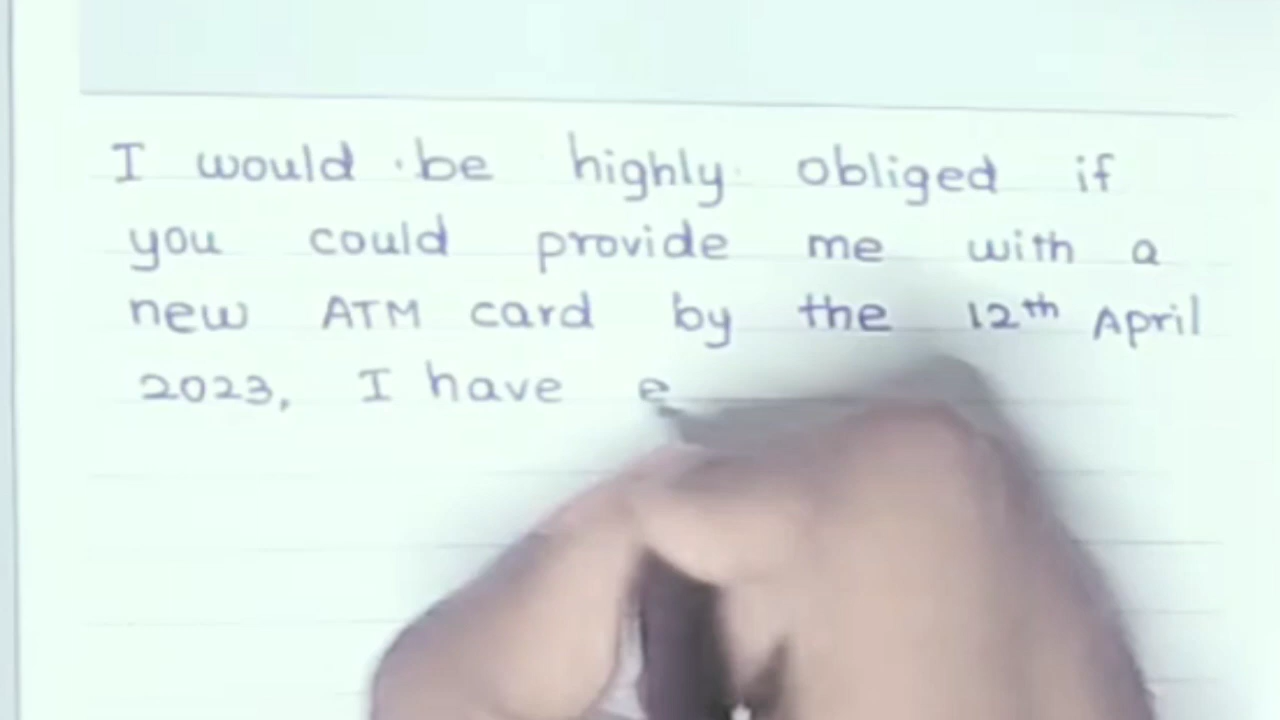 I would be highly obliged if
you could provide me with a
new ATM card by the 12th April
2023, I have e